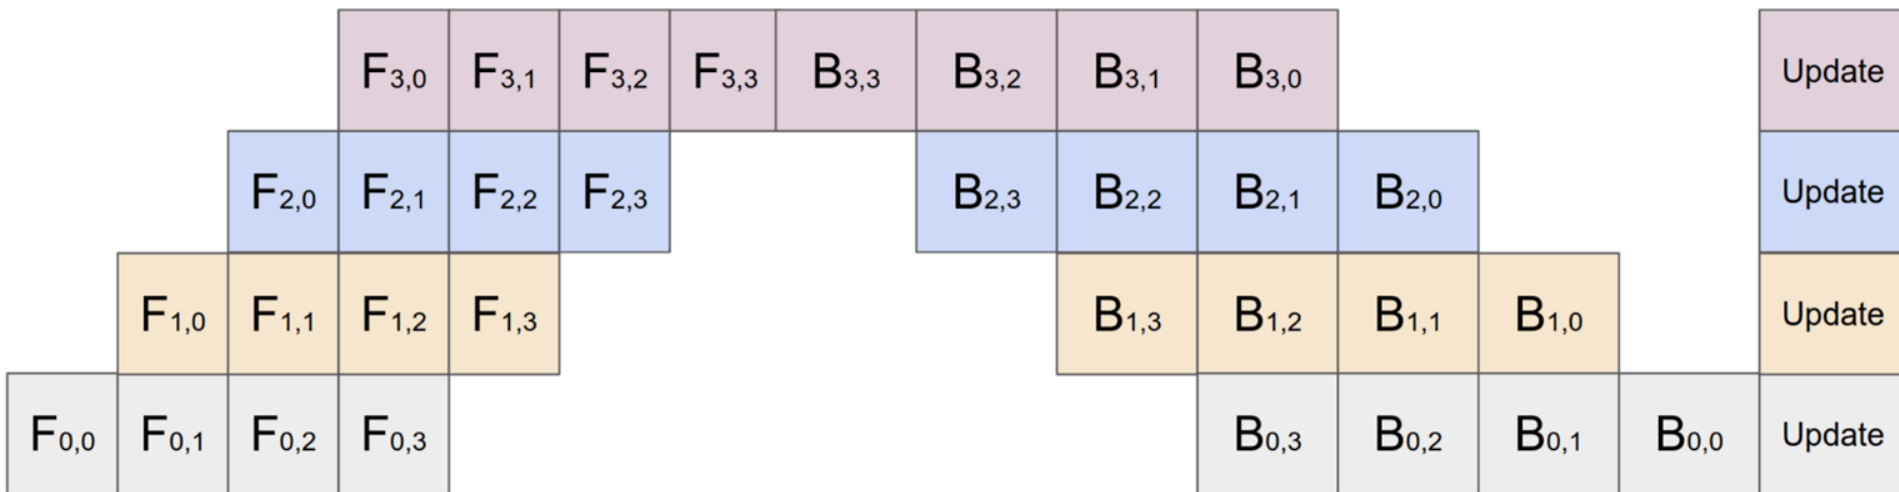 F3,0 F3,1 F3,2 F3,3 B3,3 B3,2 B3,1 B3,0 Update
F2,0 F2,1 F2,2 F2,3 B2,3 B2,2 B2,1 B2,0 Update
F1,0 F1,1 F1,2 F1,3 B1,3 B1,2 B1,1 B1,0 Update
F0,0 F0,1 F0,2 F0,3 B0,3 B0,2 B0,1 B0,0 Update